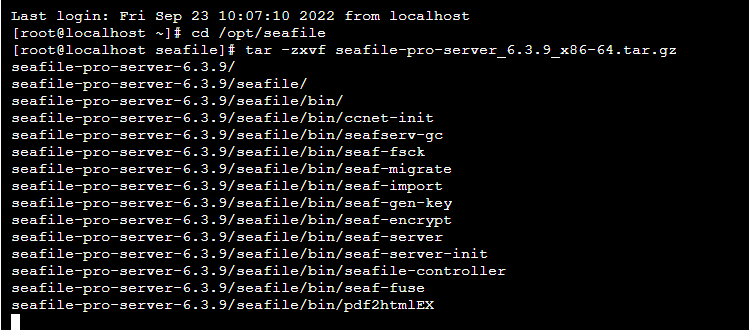 Last login: Fri Sep 23 10:07:10 2022 from localhost
[root@localhost ~]# cd /opt/seafile
[root@localhost seafile]# tar -zxvf seafile-pro-server_6.3.9_x86-64.tar.gz
seafile-pro-server-6.3.9/
seafile-pro-server-6.3.9/seafile/
seafile-pro-server-6.3.9/seafile/bin/
seafile-pro-server-6.3.9/seafile/bin/ccnet-init
seafile-pro-server-6.3.9/seafile/bin/seafserv-gc
seafile-pro-server-6.3.9/seafile/bin/seaf-fsck
seafile-pro-server-6.3.9/seafile/bin/seaf-migrate
seafile-pro-server-6.3.9/seafile/bin/seaf-import
seafile-pro-server-6.3.9/seafile/bin/seaf-gen-key
seafile-pro-server-6.3.9/seafile/bin/seaf-encrypt
seafile-pro-server-6.3.9/seafile/bin/seaf-server
seafile-pro-server-6.3.9/seafile/bin/seaf-server-init
seafile-pro-server-6.3.9/seafile/bin/seafile-controller
seafile-pro-server-6.3.9/seafile/bin/seaf-fuse
seafile-pro-server-6.3.9/seafile/bin/pdf2htmlEX